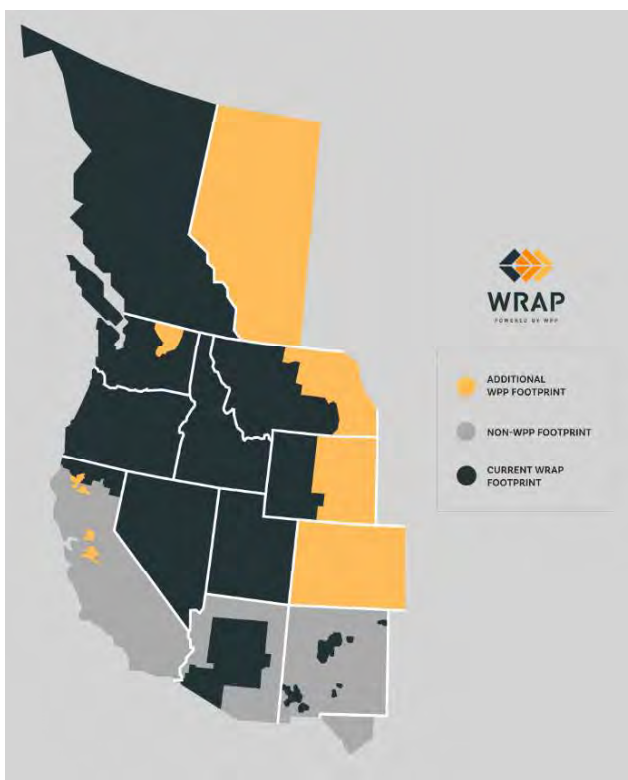 WRAP
POWERED BY WPP
ADDITIONAL
WPP FOOTPRINT
NON-WPP FOOTPRINT
CURRENT WRAP
FOOTPRINT